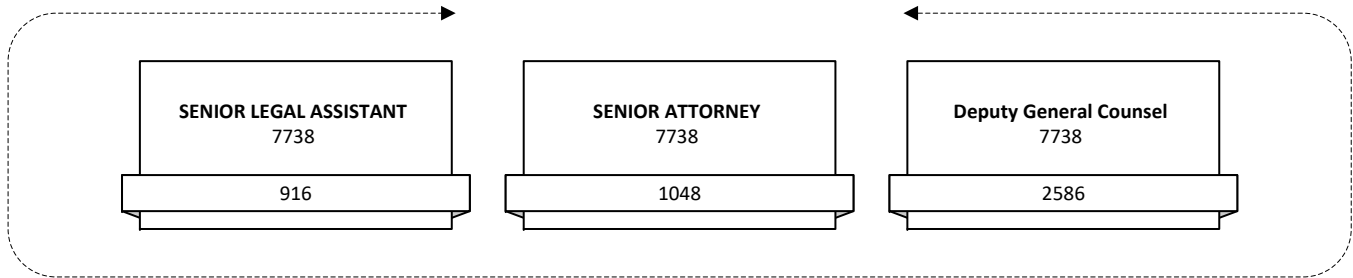 SENIOR LEGAL ASSISTANT
7738
916
SENIOR ATTORNEY
7738
1048
Deputy General Counsel
7738
2586